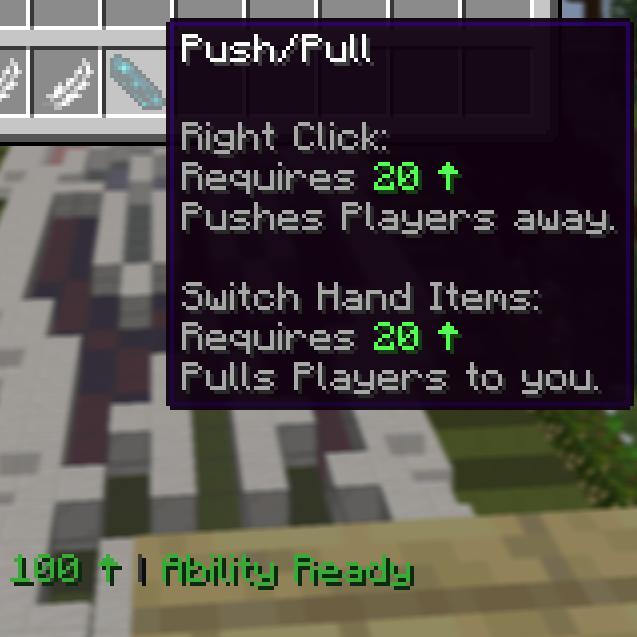 Push/Pull
Right Click:
Requires 20 ↑
Pushes Players away.
Switch Hand Items:
Requires 20 ↑
Pulls Players to you.
100 ↑ | Ability Ready